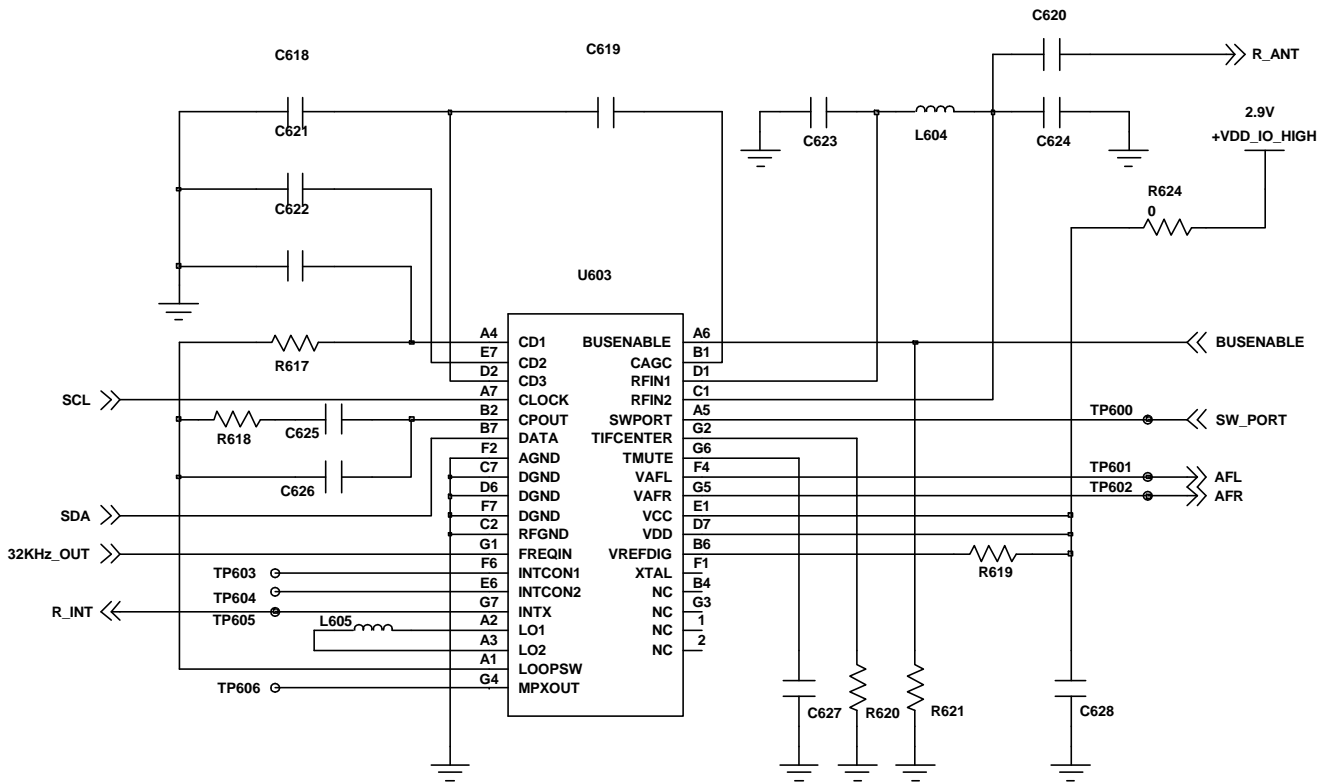 C620
C618
C619
R_ANT
2.9V
+VDD_IO_HIGH
C621
C623
L604
C624
R624
0
C622
U603
A4 CD1
E7 CD2
D2 CD3
A7 CLOCK
B2 CPOUT
B7 DATA
F2 AGND
C7 DGND
D6 DGND
F7 DGND
C2 RFGND
G1 FREQIN
F6 INTCON1
E6 INTCON2
G7 INTX
A2 LO1
A3 LO2
A1 LOOPSW
G4 MPXOUT
BUSENABLE A6
CAGC B1
RFIN1 D1
RFIN2 C1
SWPORT A5
TIFCENTER G2
TMUTE G6
VAFL F4
VAFR G5
VCC E1
VDD D7
VREFDIG B6
XTAL F1
NC B4
NC G3
NC 1
NC 2
R617
SCL
R618
C625
C626
SDA
32KHz_OUT
TP603
TP604
R_INT
TP605
L605
TP606
BUSENABLE
TP600
SW_PORT
TP601
AFL
TP602
AFR
R619
C627
R620
R621
C628